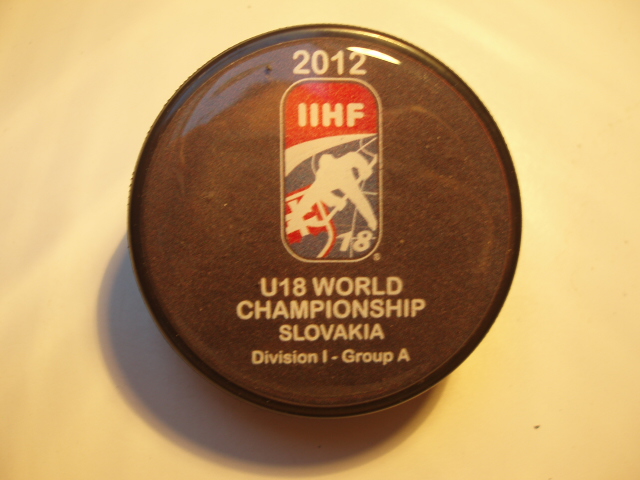 2012
IIHF
18
®
U18 WORLD
CHAMPIONSHIP
SLOVAKIA
Division I - Group A